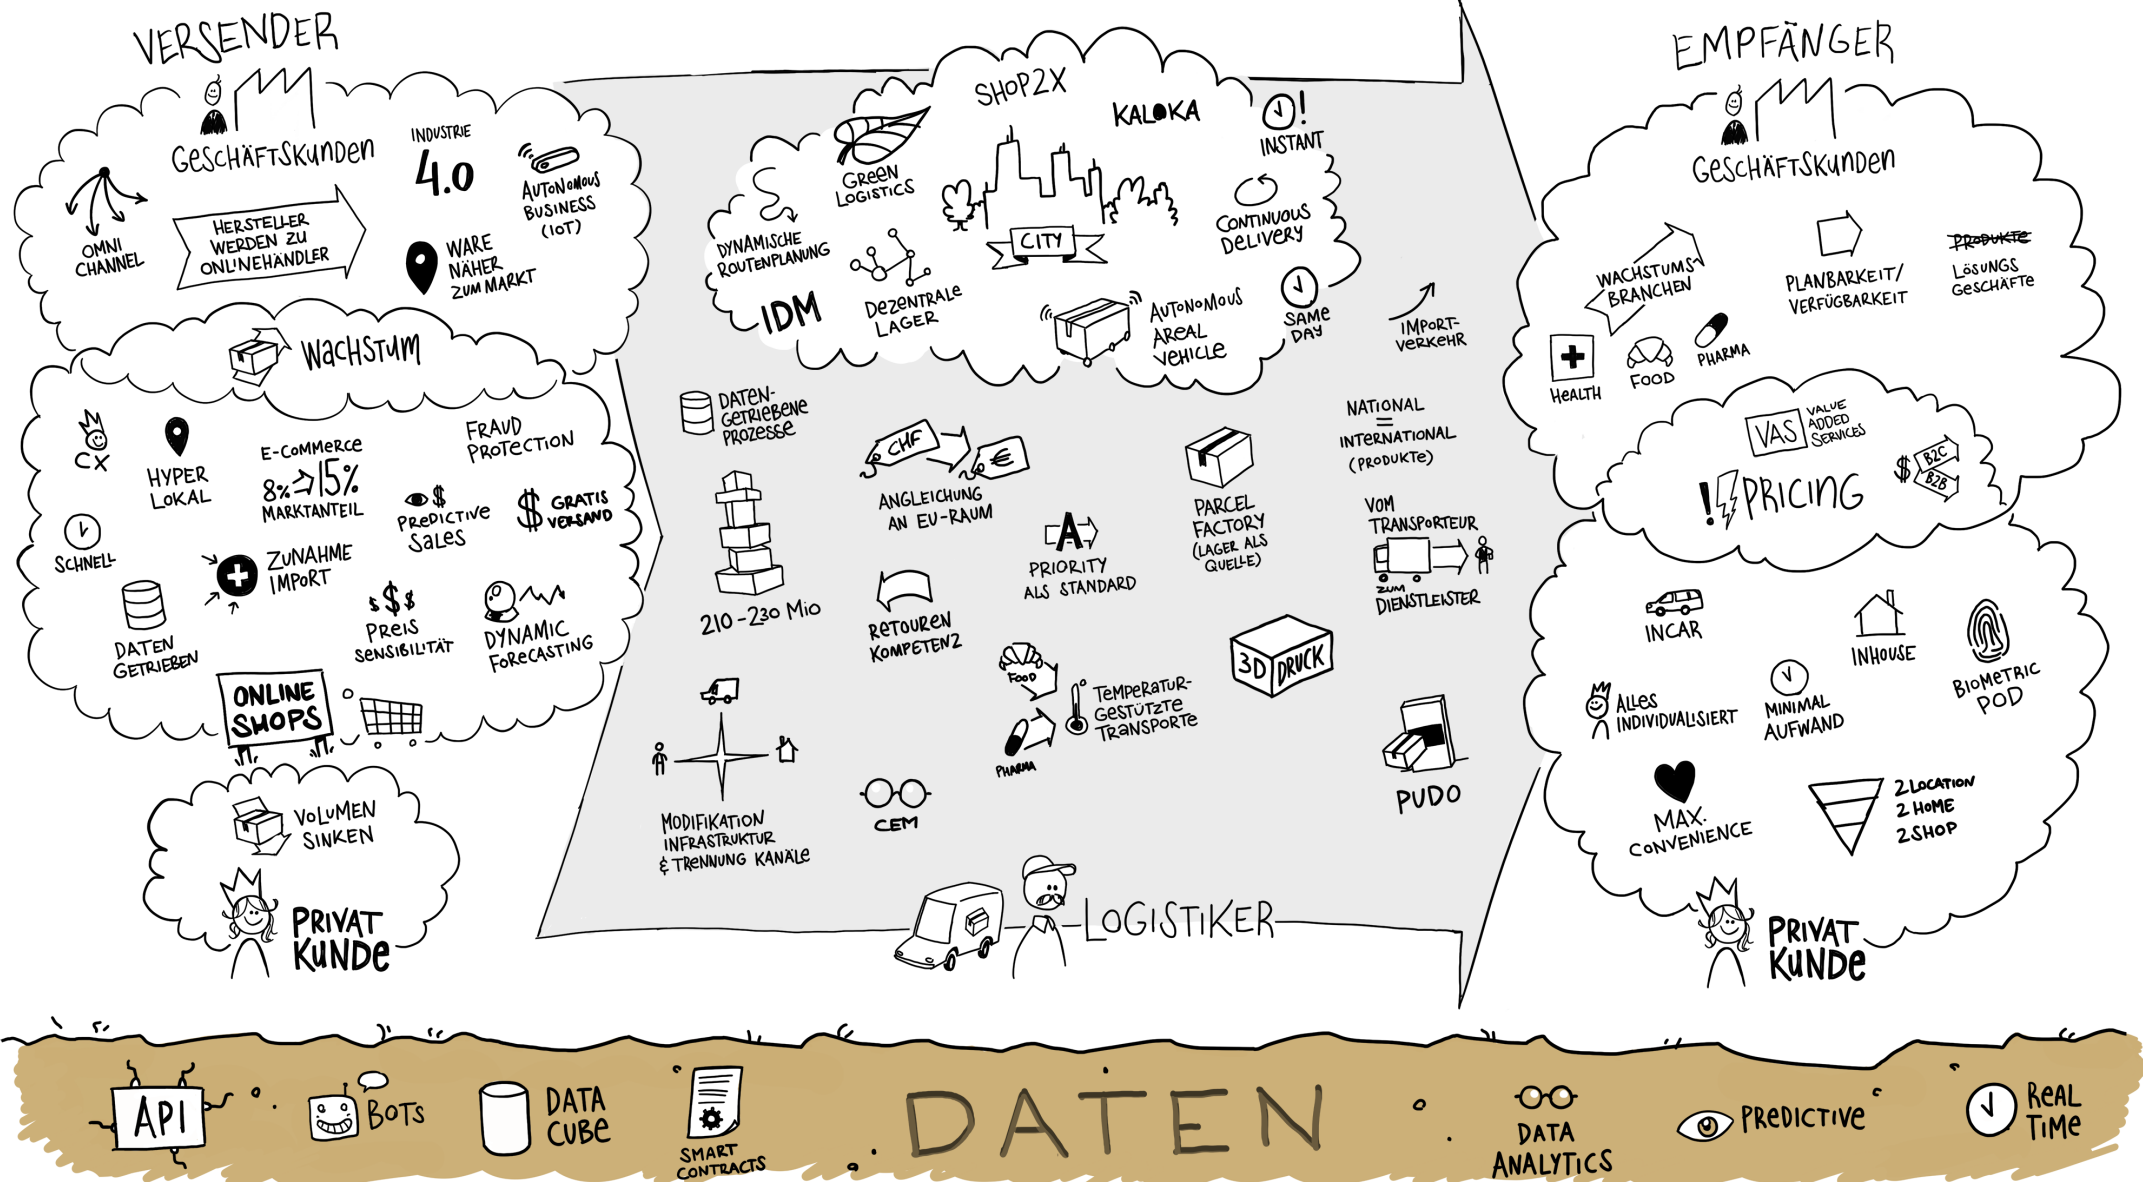 VERSENDER
GESCHÄFTSKUNDEN
OMNI
CHANNEL
HERSTELLER
WERDEN ZU
ONLINEHÄNDLER
INDUSTRIE
4.0
WARE
NÄHER
ZUM MARKT
AUTONOMOUS
BUSINESS
(IOT)
WACHSTUM
CX
HYPER
LOKAL
E-COMMERCE
8% 15%
MARKTANTEIL
FRAUD
PROTECTION
SCHNELL
ZUNAHME
IMPORT
$
PREDICTIVE
SALES
$ GRATIS
VERSAND
DATEN
GETRIEBEN
$$$
PREIS
SENSIBILITÄT
DYNAMIC
FORECASTING
ONLINE
SHOPS
VOLUMEN
SINKEN
PRIVAT
KUNDE
SHOP2X
KALOKA
GREEN
LOGISTICS
DYNAMISCHE
ROUTENPLANUNG
IDM
DEZENTRALE
LAGER
CITY
AUTONOMOUS
AREAL
VEHICLE
!
INSTANT
CONTINUOUS
DELIVERY
SAME
DAY
IMPORT-
VERKEHR
DATEN-
GETRIEBENE
PROZESSE
210-230 MIO
CHF
€
ANGLEICHUNG
AN EU-RAUM
RETOUREN
KOMPETENZ
A
PRIORITY
ALS STANDARD
PARCEL
FACTORY
(LAGER ALS
QUELLE)
NATIONAL
=
INTERNATIONAL
(PRODUKTE)
VOM
TRANSPORTEUR
ZUM
DIENSTLEISTER
3D DRUCK
FOOD
PHARMA
TEMPERATUR-
GESTÜTZTE
TRANSPORTE
MODIFIKATION
INFRASTRUKTUR
& TRENNUNG KANÄLE
CEM
PUDO
LOGISTIKER
EMPFÄNGER
GESCHÄFTSKUNDEN
WACHSTUMS-
BRANCHEN
HEALTH
FOOD
PHARMA
PLANBARKEIT/
VERFÜGBARKEIT
PRODUKTE
LÖSUNGS
GESCHÄFTE
VAS
VALUE
ADDED
SERVICES
! PRICING
$
B2C
B2B
INCAR
INHOUSE
BIOMETRIC
POD
ALLES
INDIVIDUALISIERT
MINIMAL
AUFWAND
MAX.
CONVENIENCE
2 LOCATION
2 HOME
2 SHOP
PRIVAT
KUNDE
API
BOTS
DATA
CUBE
SMART
CONTRACTS
DATEN
DATA
ANALYTICS
PREDICTIVE
REAL
TIME